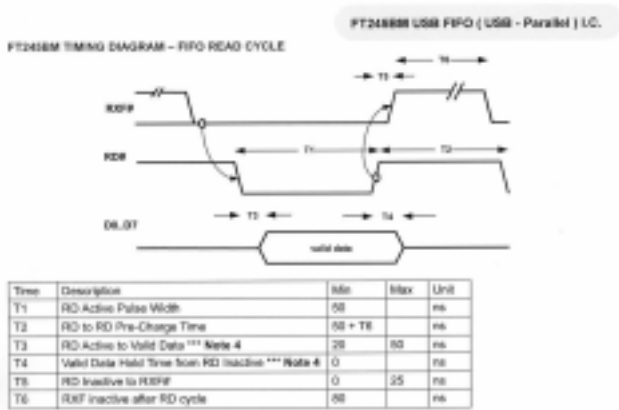 FT245BM USB FIFO ( USB - Parallel ) I.C.
FT245BM TIMING DIAGRAM – FIFO READ CYCLE
T6
T5
RXF#
T1
T2
RD#
T3
T4
D0..D7
valid data
Time Description Min Max Unit
T1 RD Active Pulse Width 50 ns
T2 RD to RD Pre-Charge Time 50 + T6 ns
T3 RD Active to Valid Data *** Note 4 20 50 ns
T4 Valid Data Hold Time from RD Inactive *** Note 4 0 ns
T5 RD Inactive to RXF# 0 25 ns
T6 RXF inactive after RD cycle 80 ns